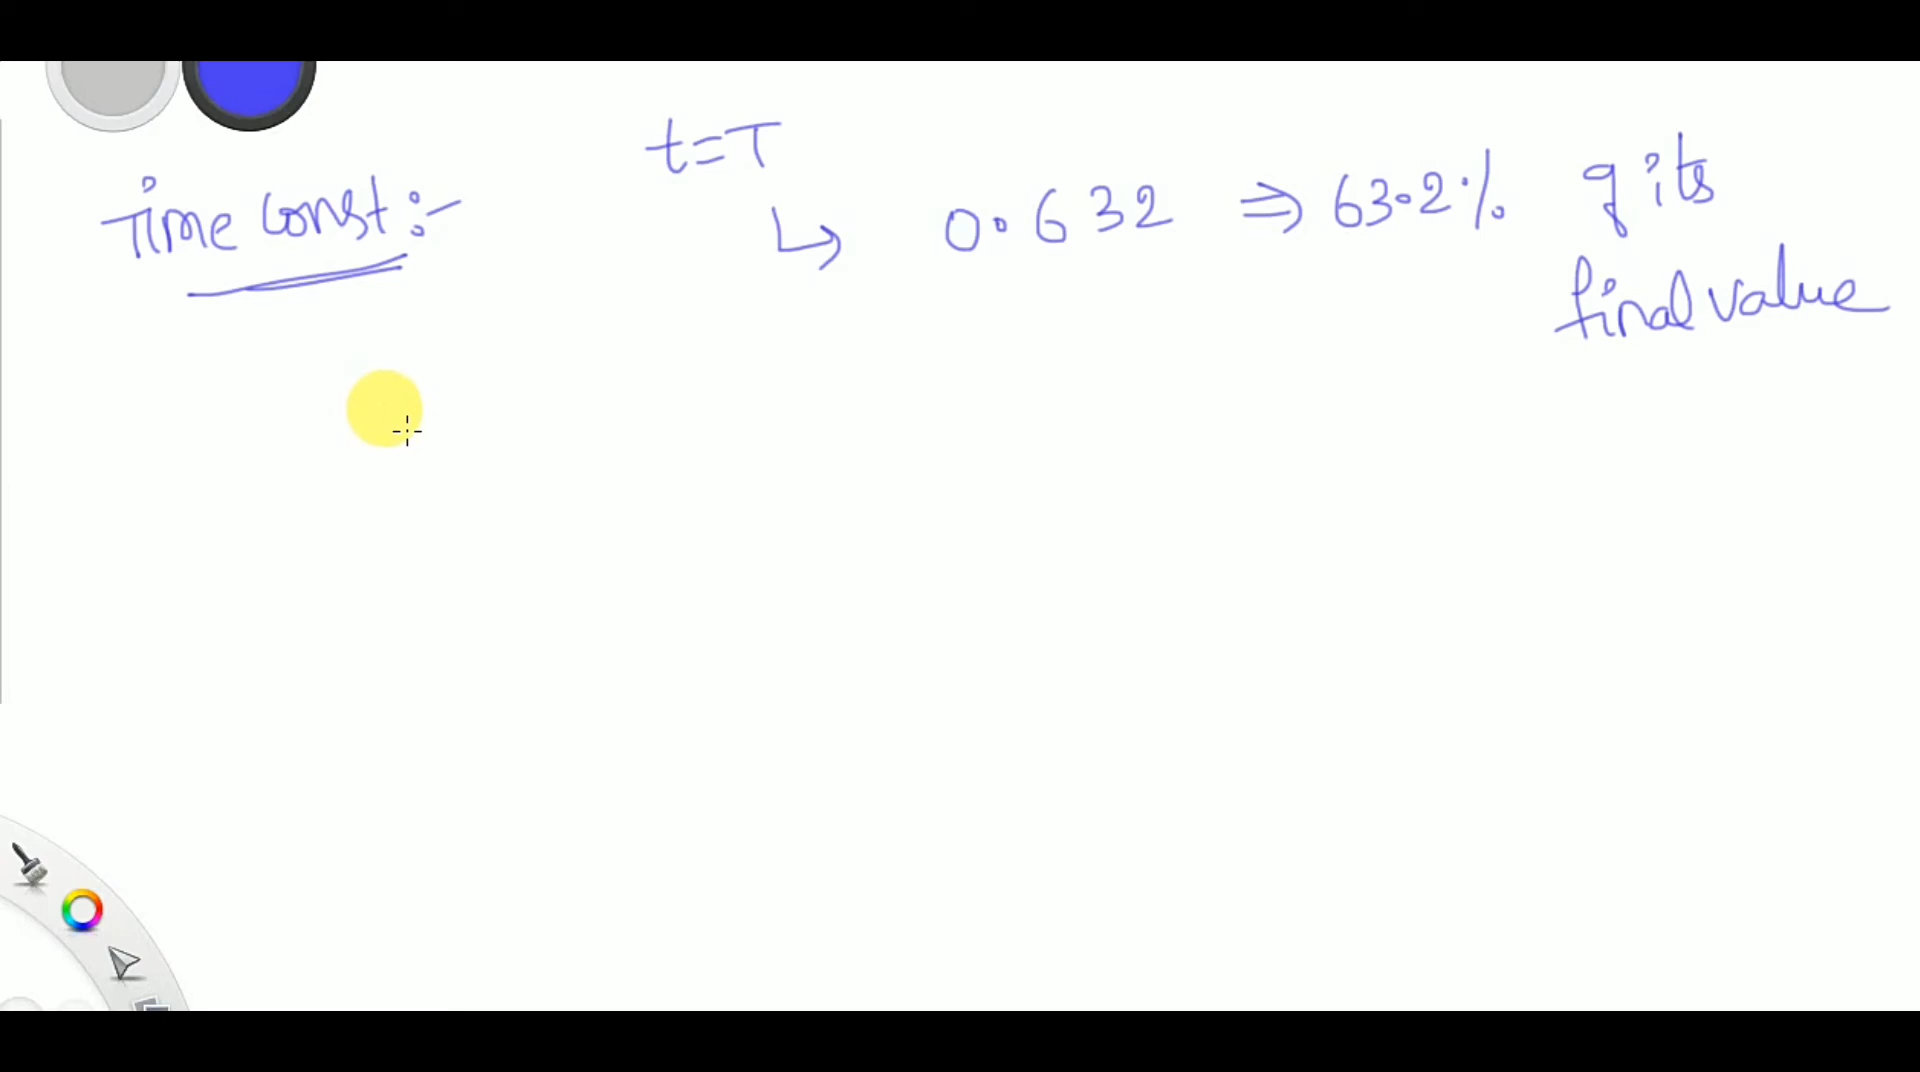 t=T
Time const:-
↳ 0.632 ⇒ 63.2% of its
final value